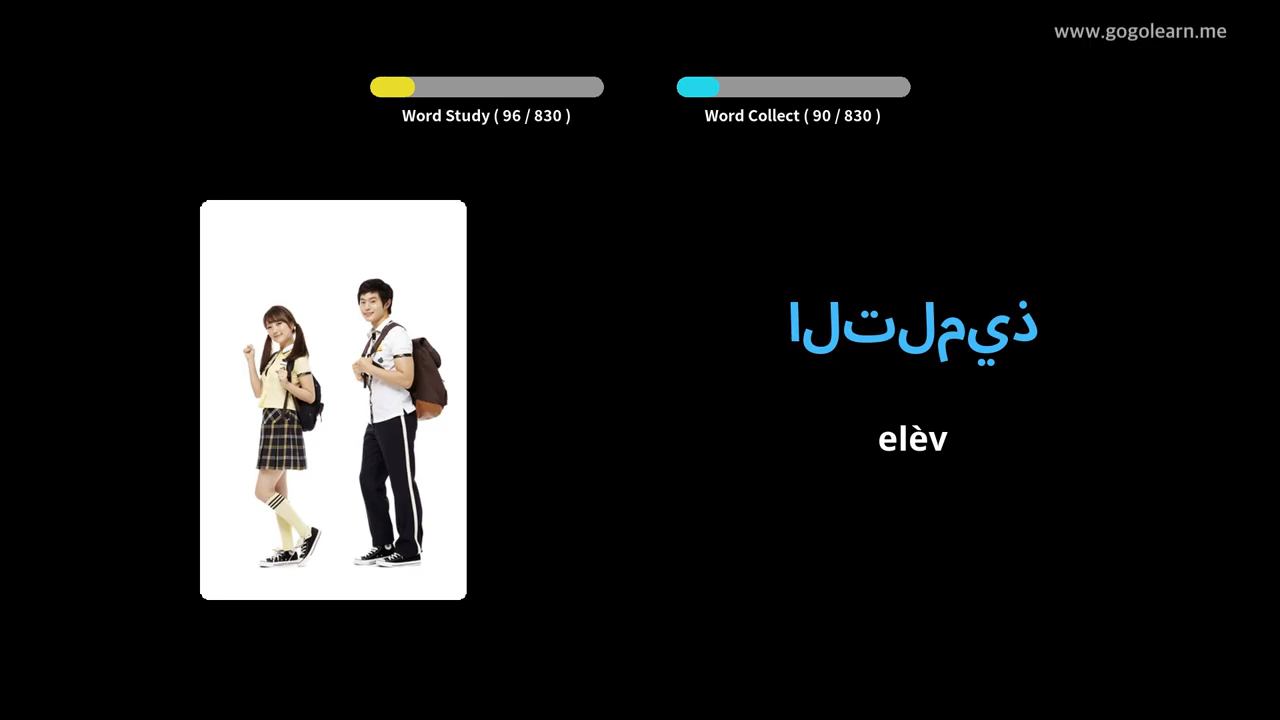 www.gogolearn.me
Word Study ( 96 / 830 )
Word Collect ( 90 / 830 )
التلميذ
elèv